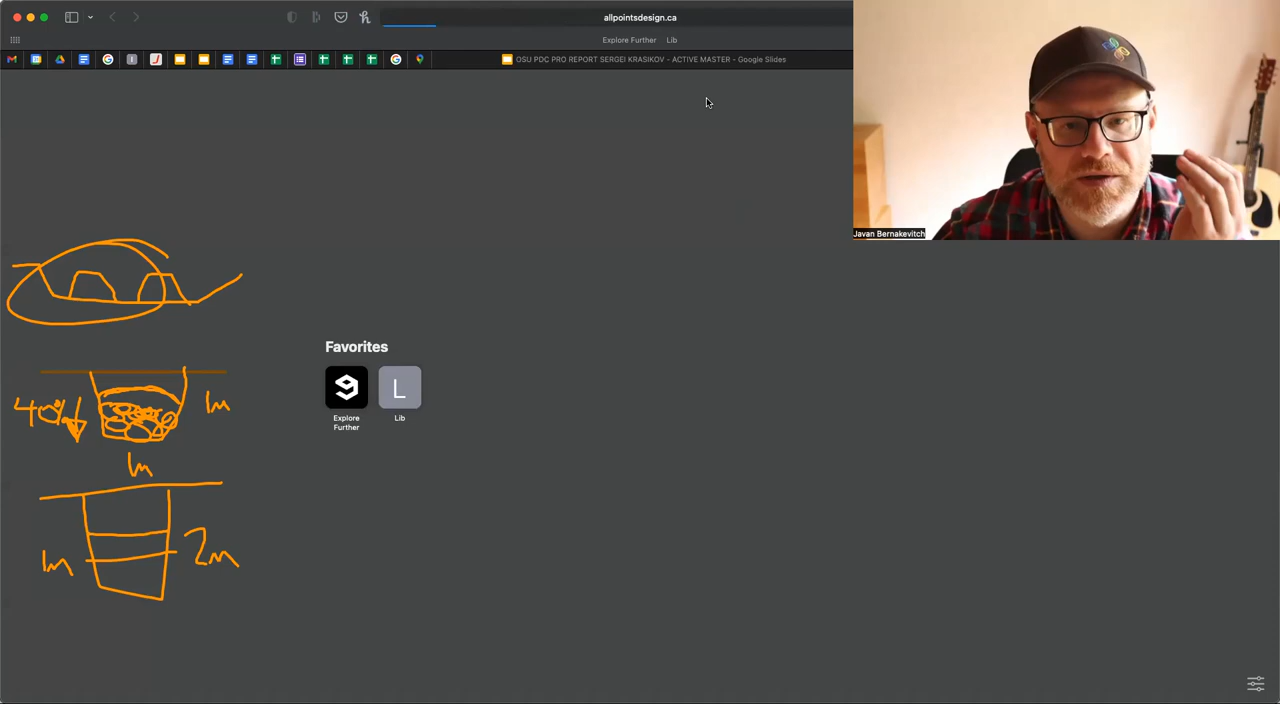 allpointsdesign.ca
Explore Further Lib
OSU PDC PRO REPORT SERGEI KRASIKOV - ACTIVE MASTER - Google Slides
Javan Bernakevitch
Favorites
L
Explore
Further
Lib
40%
1m
1m
1m
2m